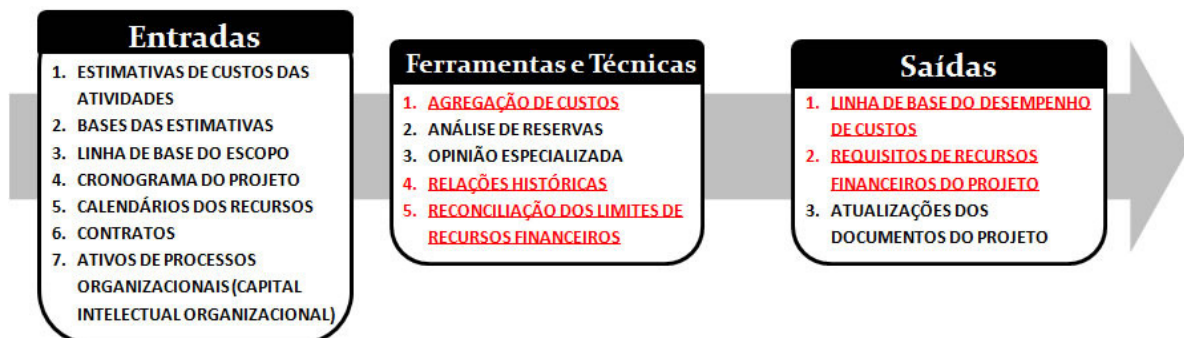 Entradas
1. ESTIMATIVAS DE CUSTOS DAS
ATIVIDADES
2. BASES DAS ESTIMATIVAS
3. LINHA DE BASE DO ESCOPO
4. CRONOGRAMA DO PROJETO
5. CALENDÁRIOS DOS RECURSOS
6. CONTRATOS
7. ATIVOS DE PROCESSOS
ORGANIZACIONAIS (CAPITAL
INTELECTUAL ORGANIZACIONAL)
Ferramentas e Técnicas
1. AGREGAÇÃO DE CUSTOS
2. ANÁLISE DE RESERVAS
3. OPINIÃO ESPECIALIZADA
4. RELAÇÕES HISTÓRICAS
5. RECONCILIAÇÃO DOS LIMITES DE
RECURSOS FINANCEIROS
Saídas
1. LINHA DE BASE DO DESEMPENHO
DE CUSTOS
2. REQUISITOS DE RECURSOS
FINANCEIROS DO PROJETO
3. ATUALIZAÇÕES DOS
DOCUMENTOS DO PROJETO